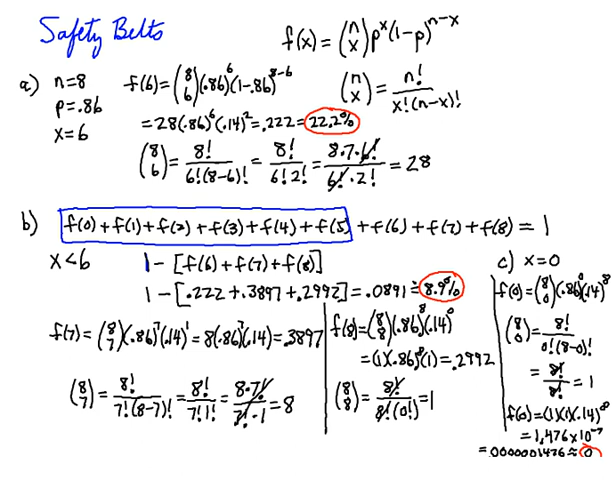 Safety Belts
f(x) = (n x) p^x (1-p)^(n-x)
a) n=8 f(6) = (8 6)(.86)^6 (1-.86)^(8-6) (n x) = n! / x!(n-x)!
p=.86 = 28(.86)^6 (.14)^2 = .222 = 22.2%
x=6
(8 6) = 8! / 6!(8-6)! = 8! / 6!2! = 8·7·6! / 6!·2! = 28
b) f(0)+f(1)+f(2)+f(3)+f(4)+f(5)+f(6)+f(7)+f(8) = 1
x<6 1-[f(6)+f(7)+f(8)]
1-[.222+.3897+.2992] = .0891 ≈ 8.9%
f(7) = (8 7)(.86)^7 (.14)^1 = 8(.86)^7 (.14) = .3897
(8 7) = 8! / 7!(8-7)! = 8! / 7!1! = 8·7! / 7!·1 = 8
f(8) = (8 8)(.86)^8 (.14)^0
= (1)(.86)^8 (1) = .2992
(8 8) = 8! / 8!(0!) = 1
c) x=0
f(0) = (8 0)(.86)^0 (.14)^8
(8 0) = 8! / 0!(8-0)!
= 8! / 8! = 1
f(0) = (1)(1)(.14)^8
= 1.476x10^-7
= .0000001476 ≈ 0